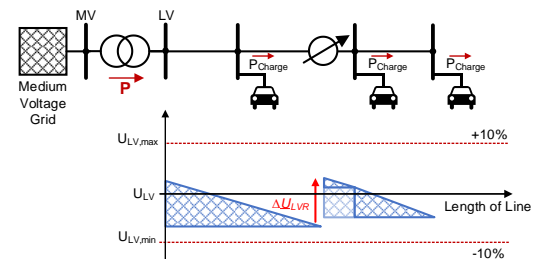 MV
LV
P
Medium
Voltage
Grid
PCharge
PCharge
PCharge
ULV,max
+10%
ULV
ΔULVR
Length of Line
ULV,min
-10%